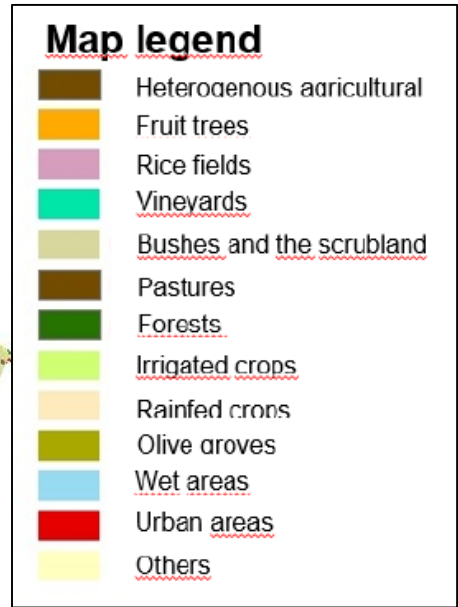 Map legend
Heterogenous agricultural
Fruit trees
Rice fields
Vineyards
Bushes and the scrubland
Pastures
Forests
Irrigated crops
Rainfed crops
Olive groves
Wet areas
Urban areas
Others